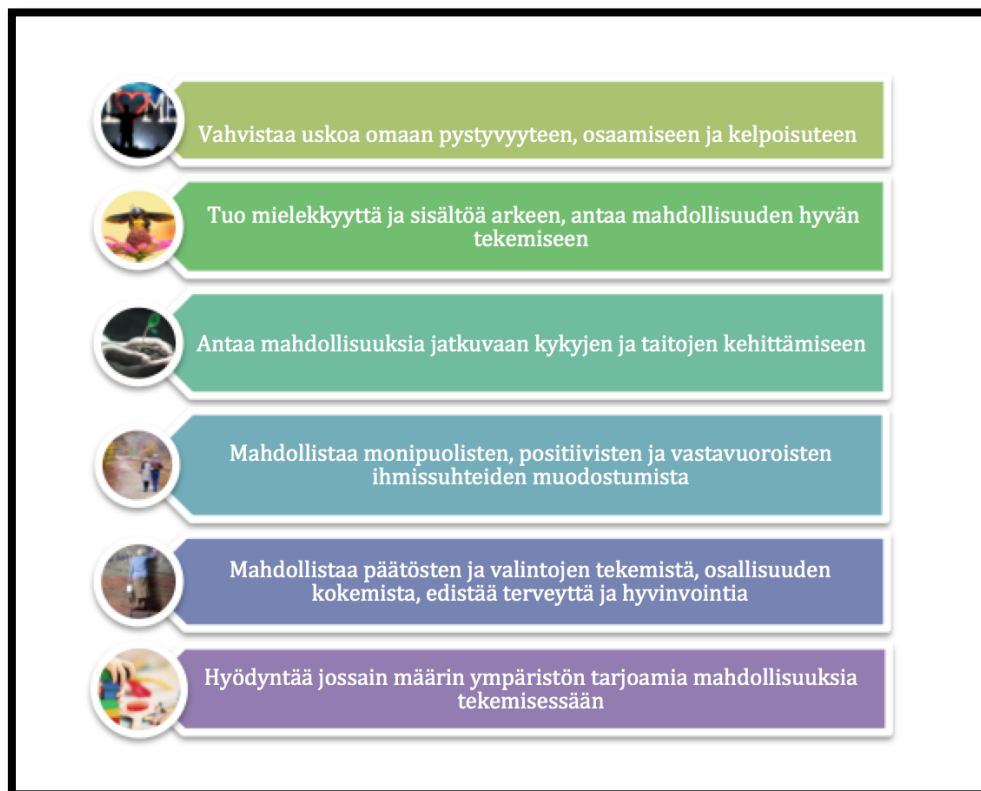 I ME
Vahvistaa uskoa omaan pystyvyyteen, osaamiseen ja kelpoisuteen
Tuo mielekkyyttä ja sisältöä arkeen, antaa mahdollisuuden hyvän
tekemiseen
Antaa mahdollisuuksia jatkuvaan kykyjen ja taitojen kehittämiseen
Mahdollistaa monipuolisten, positiivisten ja vastavuoroisten
ihmissuhteiden muodostumista
Mahdollistaa päätösten ja valintojen tekemistä, osallisuuden
kokemista, edistää terveyttä ja hyvinvointia
Hyödyntää jossain määrin ympäristön tarjoamia mahdollisuuksia
tekemisessään